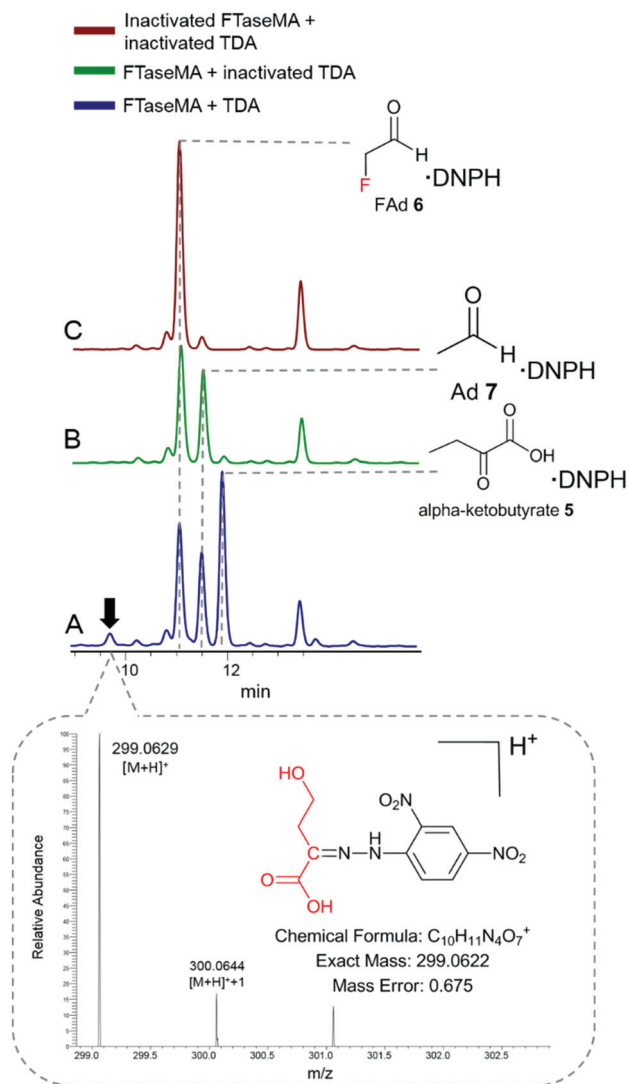 Inactivated FTaseMA +
inactivated TDA
FTaseMA + inactivated TDA
FTaseMA + TDA
O
H
F
·DNPH
FAd 6
C
O
H
·DNPH
Ad 7
B
O
OH
O
·DNPH
alpha-ketobutyrate 5
A
10 12
min
100
95
90
85
80
75
70
65
60
55
50
45
40
35
30
25
20
15
10
5
0
Relative Abundance
299.0629
[M+H]⁺
H⁺
HO
O₂N
H
C=N-N
NO₂
O
OH
Chemical Formula: C₁₀H₁₁N₄O₇⁺
Exact Mass: 299.0622
Mass Error: 0.675
300.0644
[M+H]⁺+1
299.0 299.5 300.0 300.5 301.0 301.5 302.0 302.5
m/z